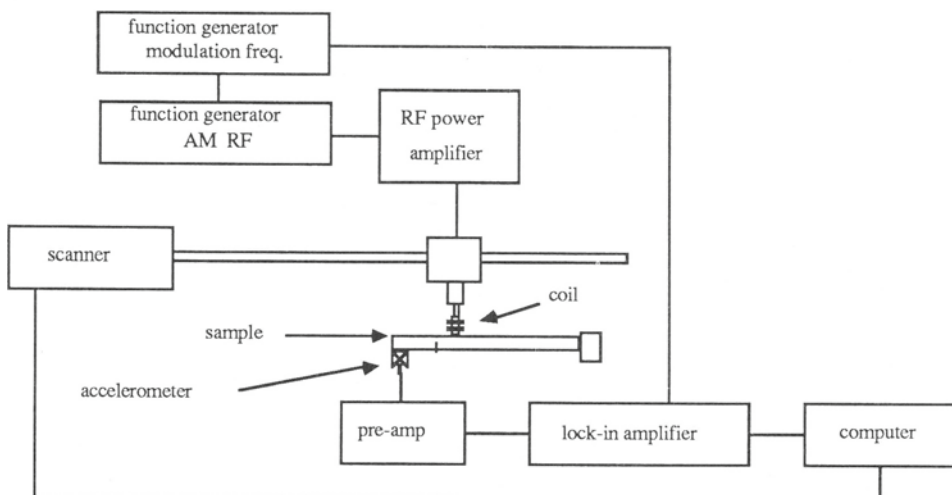 function generator
modulation freq.
function generator
AM RF
RF power
amplifier
scanner
coil
sample
accelerometer
pre-amp
lock-in amplifier
computer